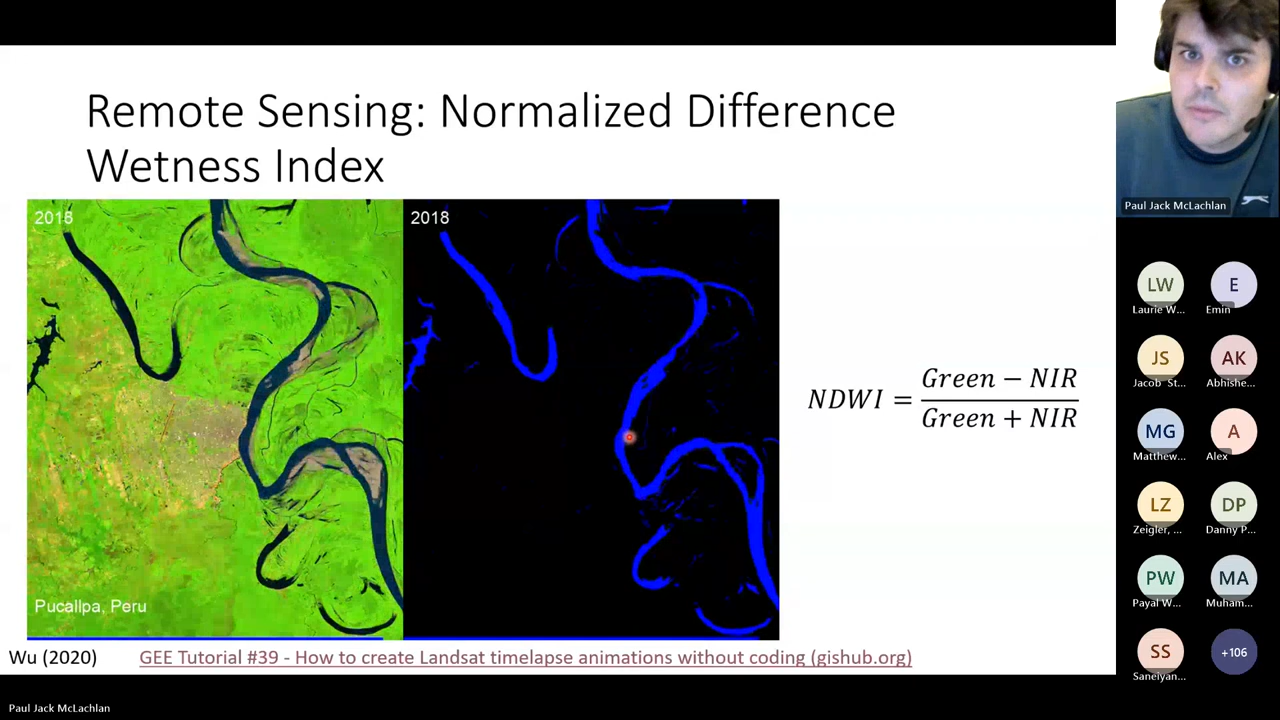 Remote Sensing: Normalized Difference
Wetness Index
2018
2018
Pucallpa, Peru
NDWI = (Green − NIR) / (Green + NIR)
Wu (2020)
GEE Tutorial #39 - How to create Landsat timelapse animations without coding (gishub.org)
Paul Jack McLachlan
Paul Jack McLachlan
LW
Laurie W...
E
Emin
JS
Jacob St...
AK
Abhishe...
MG
Matthew...
A
Alex
LZ
Zeigler, ...
DP
Danny P...
PW
Payal W...
MA
Muham...
SS
Saneiyan...
+106